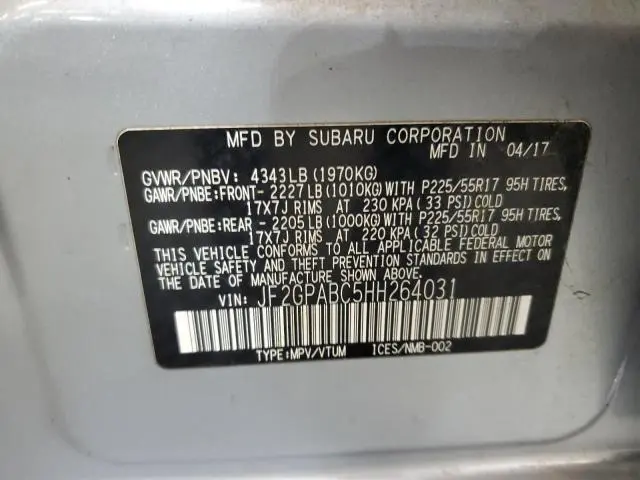 MFD BY SUBARU CORPORATION
MFD IN 04/17
GVWR/PNBV: 4343LB (1970KG)
GAWR/PNBE:FRONT- 2227LB (1010KG)WITH P225/55R17 95H TIRES,
17X7J RIMS AT 230 KPA (33 PSI)COLD
GAWR/PNBE:REAR - 2205LB (1000KG)WITH P225/55R17 95H TIRES,
17X7J RIMS AT 220 KPA (32 PSI)COLD
THIS VEHICLE CONFORMS TO ALL APPLICABLE FEDERAL MOTOR
VEHICLE SAFETY AND THEFT PREVENTION STANDARDS IN EFFECT ON
THE DATE OF MANUFACTURE SHOWN ABOVE.
VIN: JF2GPABC5HH264031
TYPE:MPV/VTUM ICES/NMB-002